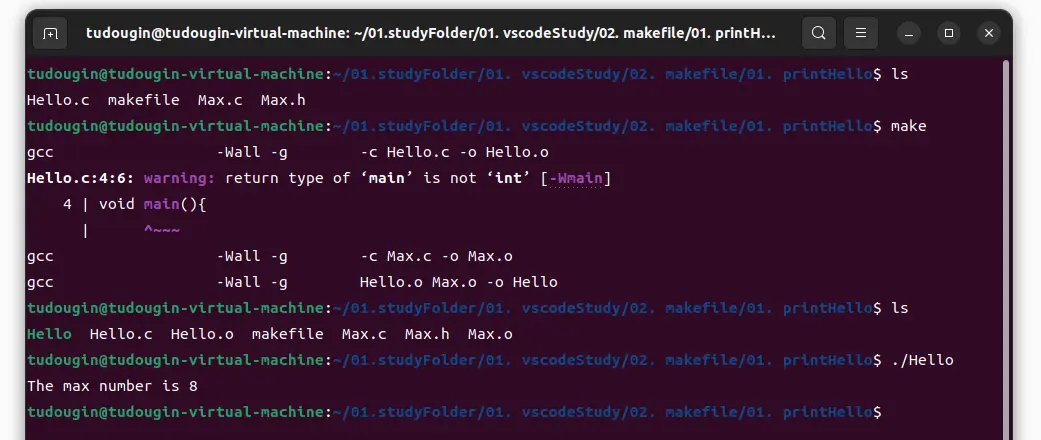 tudougin@tudougin-virtual-machine: ~/01.studyFolder/01. vscodeStudy/02. makefile/01. printH...
tudougin@tudougin-virtual-machine:~/01.studyFolder/01. vscodeStudy/02. makefile/01. printHello$ ls
Hello.c  makefile  Max.c  Max.h
tudougin@tudougin-virtual-machine:~/01.studyFolder/01. vscodeStudy/02. makefile/01. printHello$ make
gcc                  -Wall -g        -c Hello.c -o Hello.o
Hello.c:4:6: warning: return type of ‘main’ is not ‘int’ [-Wmain]
    4 | void main(){
      |      ^~~~
gcc                  -Wall -g        -c Max.c -o Max.o
gcc                  -Wall -g        Hello.o Max.o -o Hello
tudougin@tudougin-virtual-machine:~/01.studyFolder/01. vscodeStudy/02. makefile/01. printHello$ ls
Hello  Hello.c  Hello.o  makefile  Max.c  Max.h  Max.o
tudougin@tudougin-virtual-machine:~/01.studyFolder/01. vscodeStudy/02. makefile/01. printHello$ ./Hello
The max number is 8
tudougin@tudougin-virtual-machine:~/01.studyFolder/01. vscodeStudy/02. makefile/01. printHello$